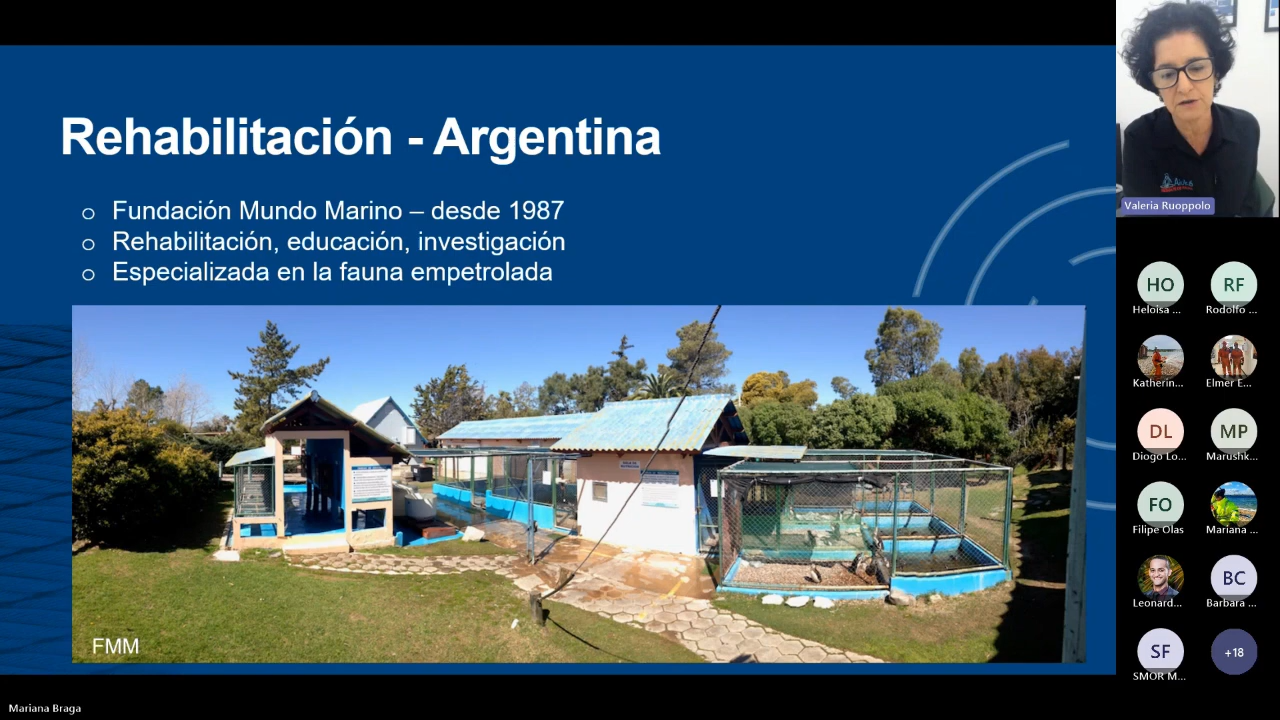 Rehabilitación - Argentina
o Fundación Mundo Marino – desde 1987
o Rehabilitación, educación, investigación
o Especializada en la fauna empetrolada
FMM
Valeria Ruoppolo
HO
RF
Heloisa ...
Rodolfo ...
Katherin...
Elmer E...
DL
MP
Diogo Lo...
Marushk...
FO
Filipe Olas
Mariana ...
BC
Leonard...
Barbara ...
SF
+18
SMOR M...
Mariana Braga